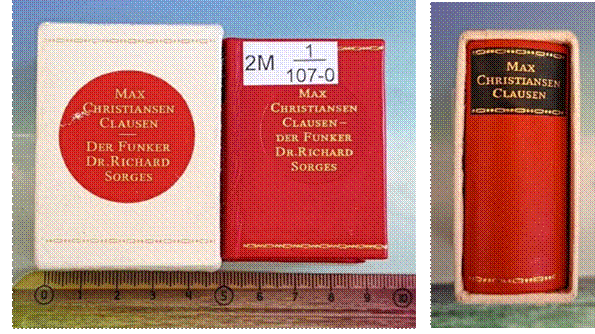 MAX
CHRISTIANSEN
CLAUSEN
—
DER FUNKER
DR. RICHARD
SORGES
2M 1
107-0
MAX
CHRISTIANSEN
CLAUSEN–
DER FUNKER
DR. RICHARD
SORGES
0 1 2 3 4 5 6 7 8 9 10
MAX
CHRISTIANSEN
CLAUSEN